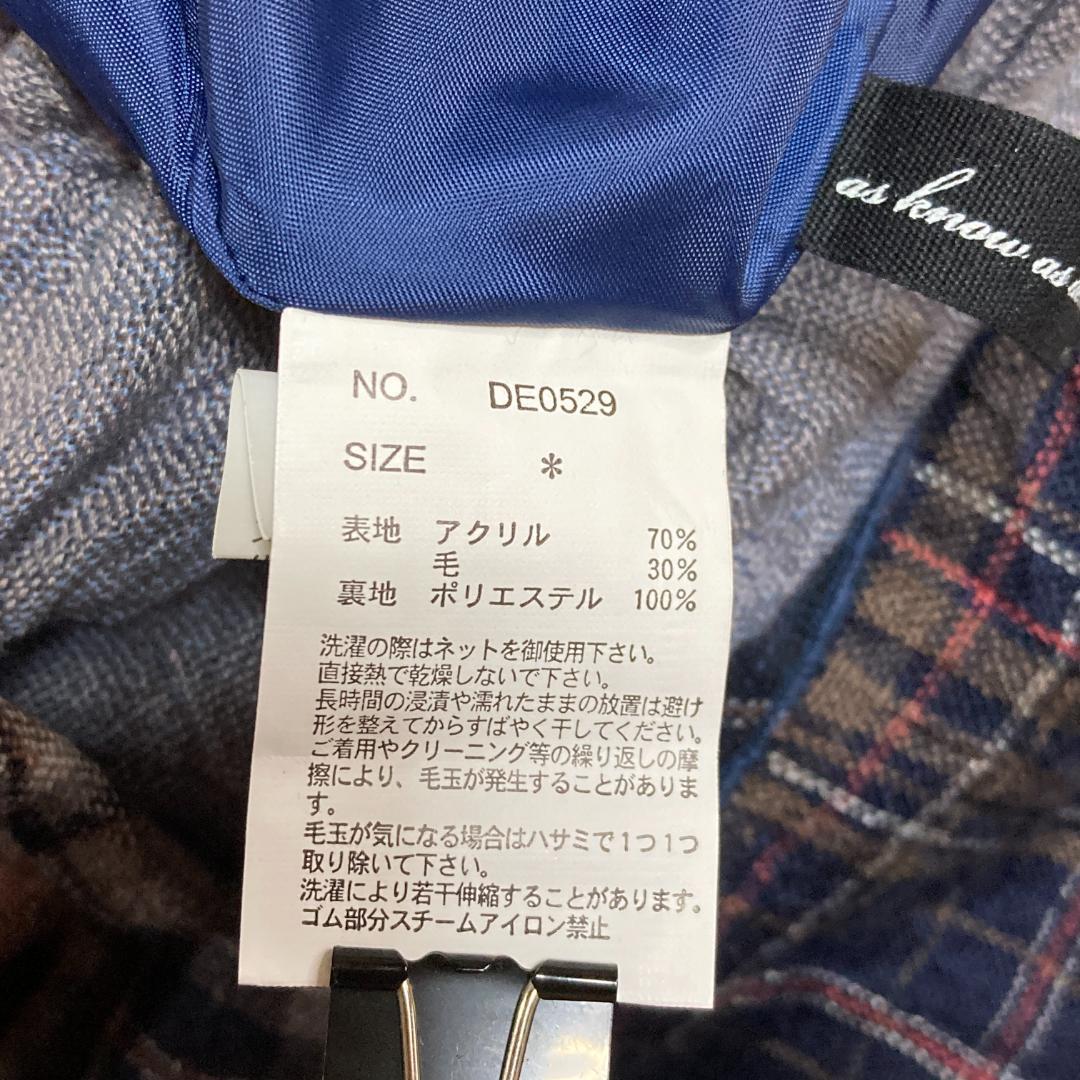 as know as
NO. DE0529
SIZE *
表地 アクリル 70%
毛 30%
裏地 ポリエステル 100%
洗濯の際はネットを御使用下さい。
直接熱で乾燥しないで下さい。
長時間の浸漬や濡れたままの放置は避け
形を整えてからすばやく干してください。
ご着用やクリーニング等の繰り返しの摩
擦により、毛玉が発生することがありま
す。
毛玉が気になる場合はハサミで1つ1つ
取り除いて下さい。
洗濯により若干伸縮することがあります。
ゴム部分スチームアイロン禁止